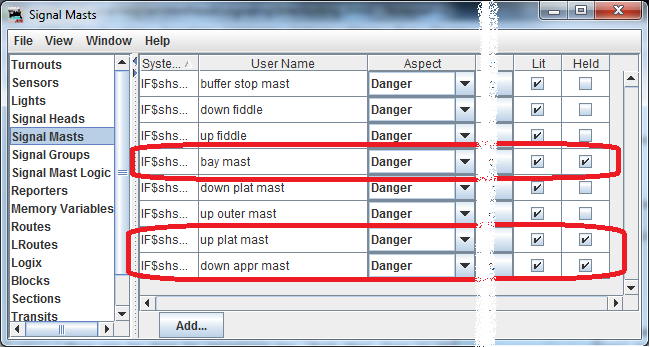 Signal Masts
File View Window Help
Turnouts
Sensors
Lights
Signal Heads
Signal Masts
Signal Groups
Signal Mast Logic
Reporters
Memory Variables
Routes
LRoutes
Logix
Blocks
Sections
Transits
Syste... User Name Aspect Lit Held
IF$shs... buffer stop mast Danger
IF$shs... down fiddle Danger
IF$shs... up fiddle Danger
IF$shs... bay mast Danger
IF$shs... down plat mast Danger
IF$shs... up outer mast Danger
IF$shs... up plat mast Danger
IF$shs... down appr mast Danger
Add...